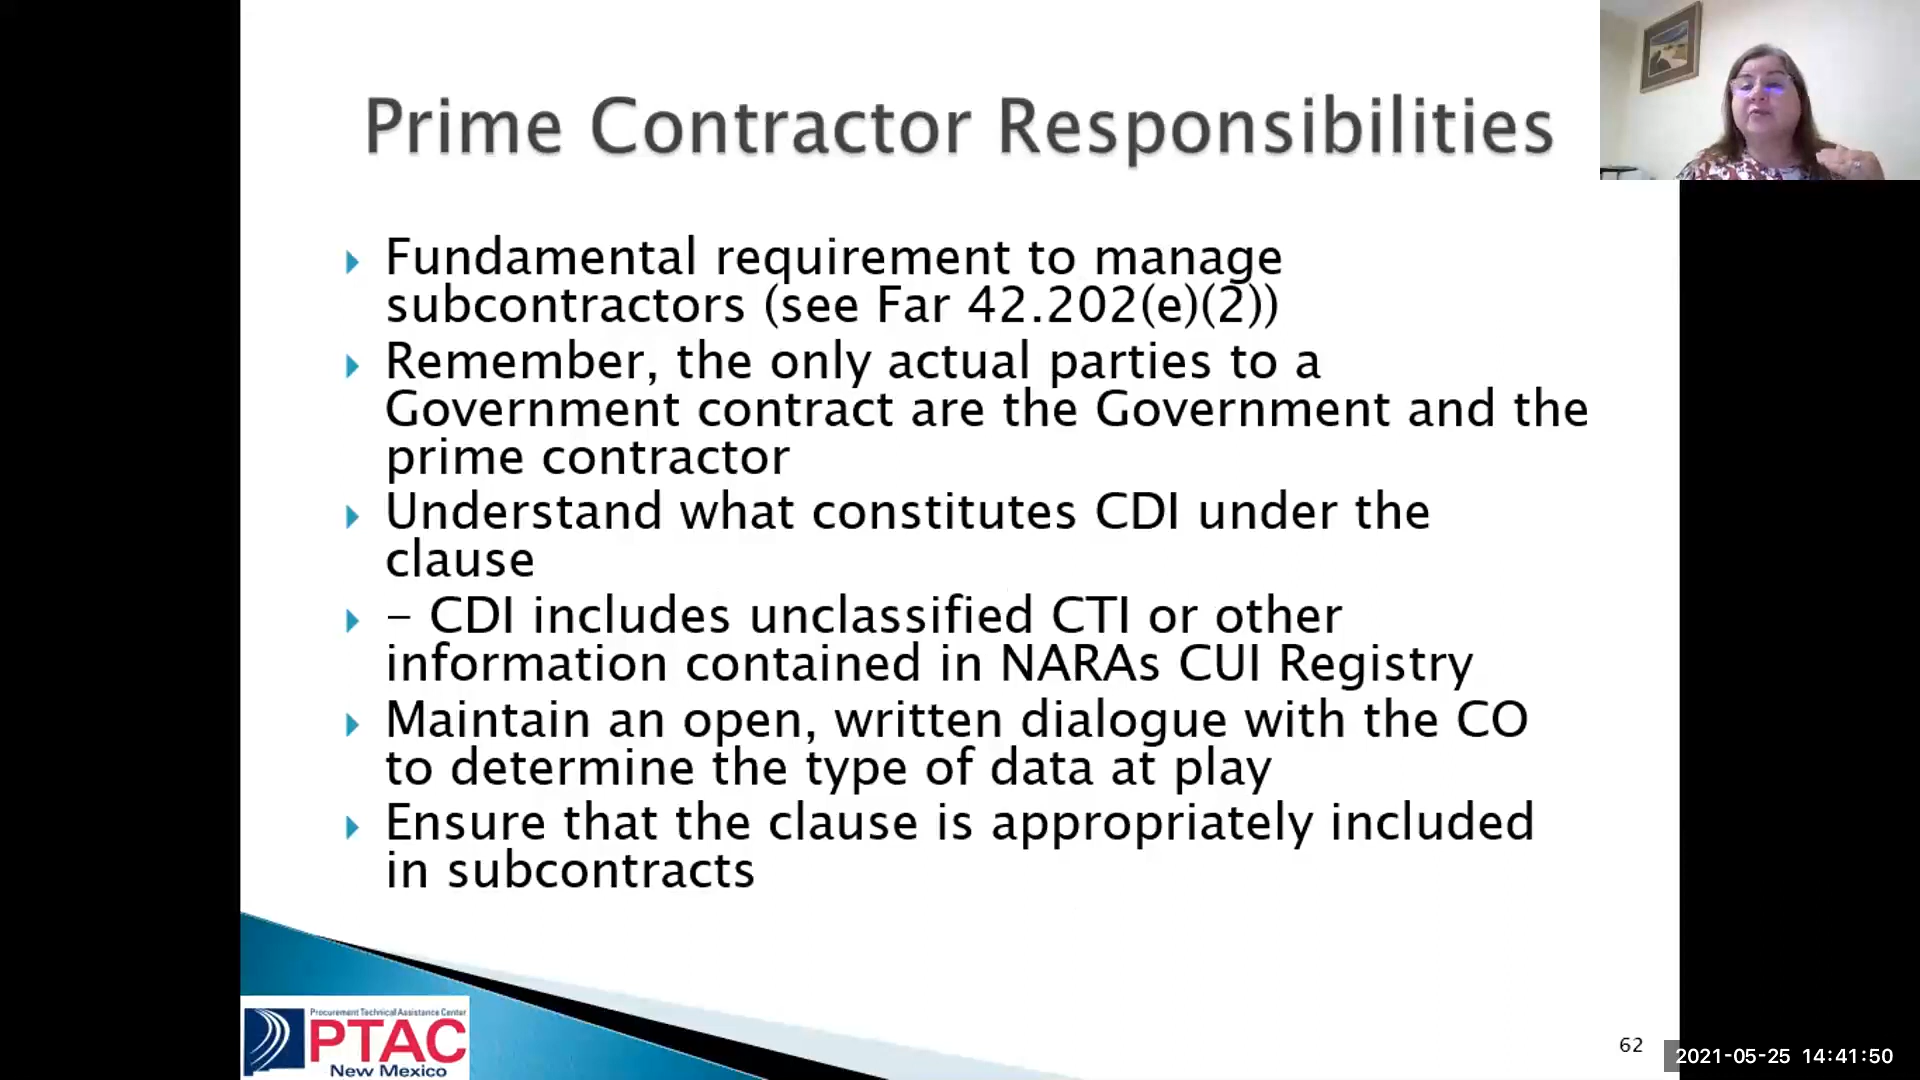 Prime Contractor Responsibilities
Fundamental requirement to manage
subcontractors (see Far 42.202(e)(2))
Remember, the only actual parties to a
Government contract are the Government and the
prime contractor
Understand what constitutes CDI under the
clause
– CDI includes unclassified CTI or other
information contained in NARAs CUI Registry
Maintain an open, written dialogue with the CO
to determine the type of data at play
Ensure that the clause is appropriately included
in subcontracts
Procurement Technical Assistance Center
PTAC
New Mexico
62
2021-05-25 14:41:50